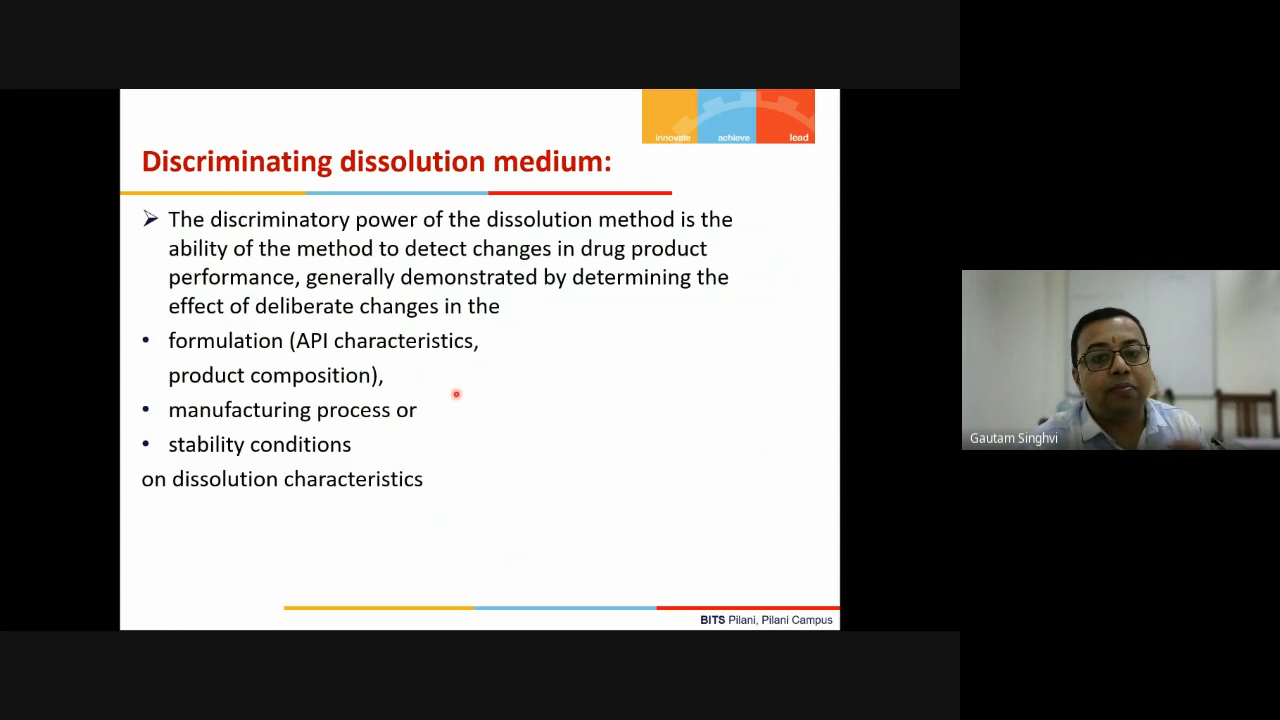 innovate achieve lead
Discriminating dissolution medium:
The discriminatory power of the dissolution method is the
ability of the method to detect changes in drug product
performance, generally demonstrated by determining the
effect of deliberate changes in the
• formulation (API characteristics,
product composition),
• manufacturing process or
• stability conditions
on dissolution characteristics
BITS Pilani, Pilani Campus
Gautam Singhvi